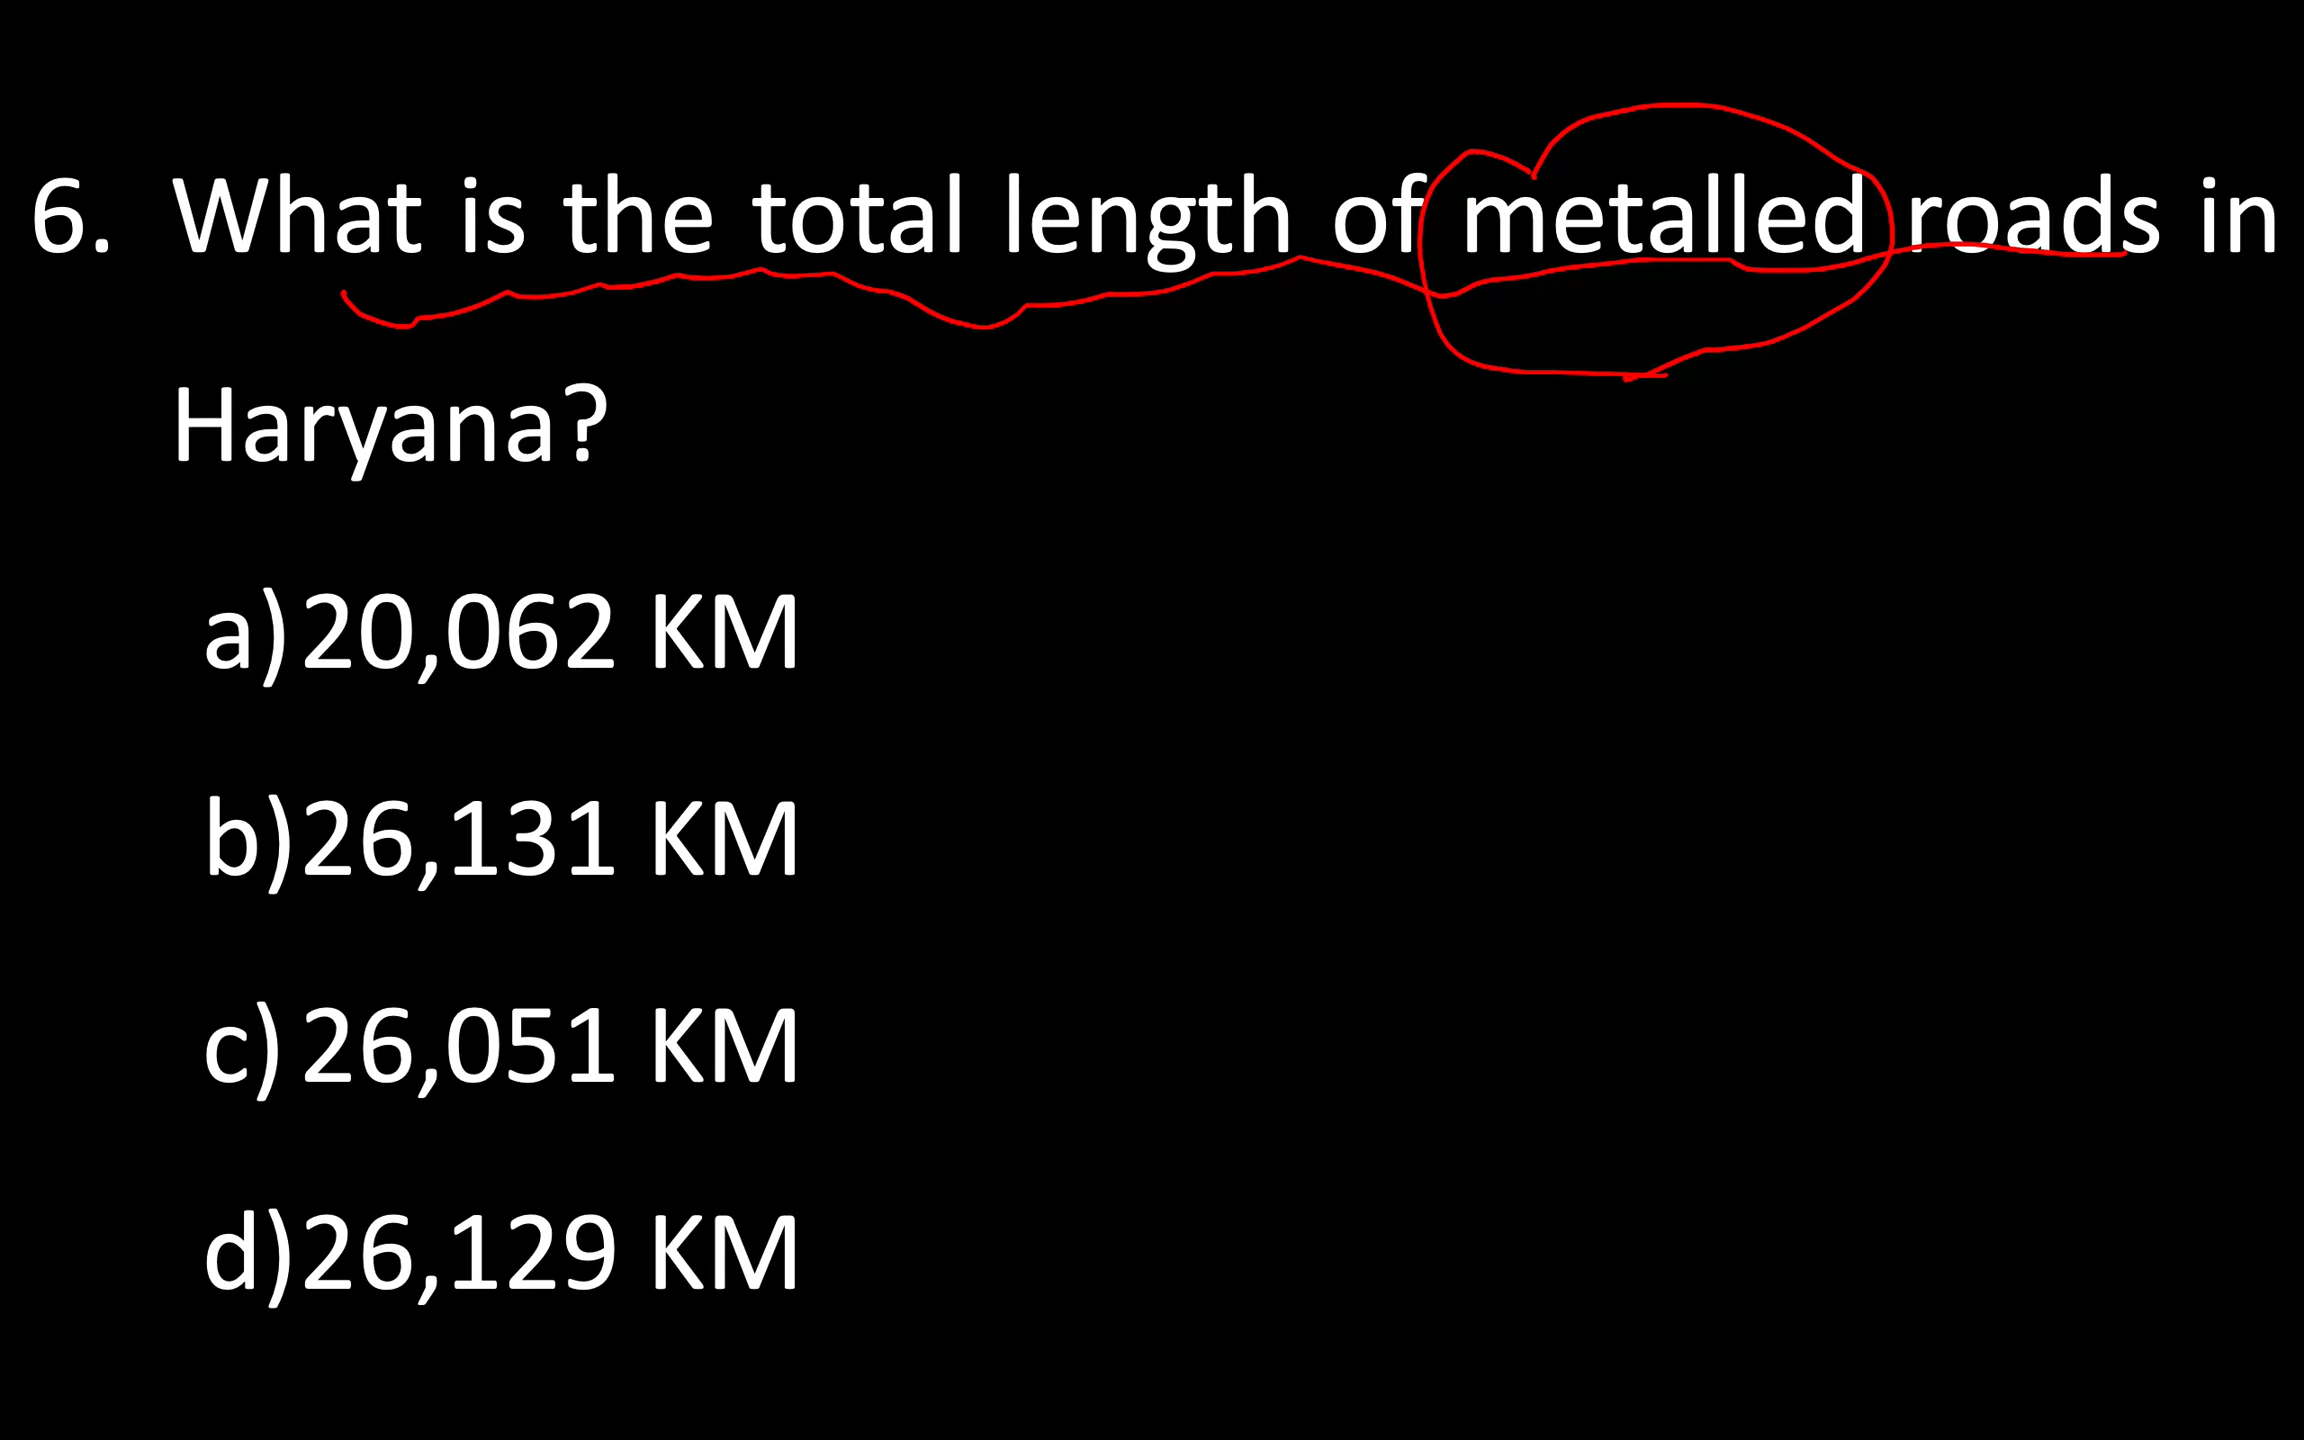 6. What is the total length of metalled roads in
Haryana?
a)20,062 KM
b)26,131 KM
c)26,051 KM
d)26,129 KM